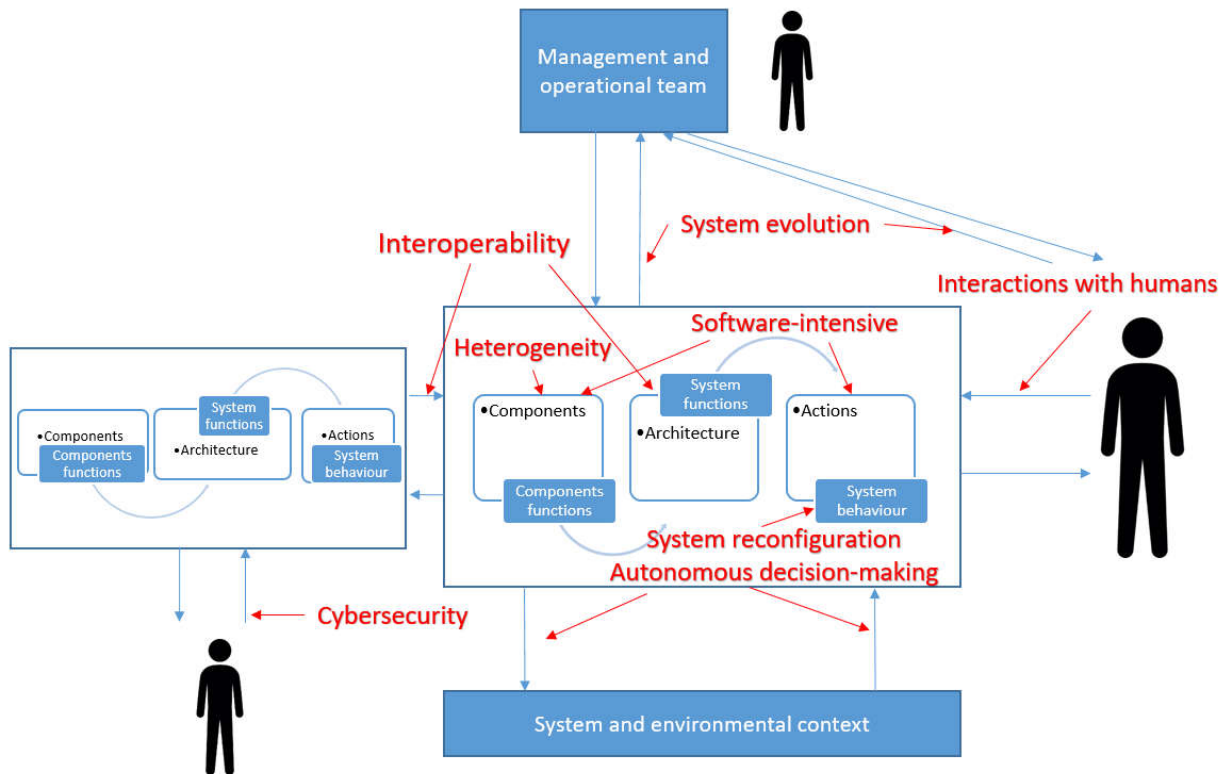 Management and
operational team
System evolution
Interoperability
Interactions with humans
Software-intensive
Heterogeneity
System
functions
•Components
•Architecture
•Actions
Components
functions
System
behaviour
System reconfiguration
Autonomous decision-making
System
functions
•Components
Components
functions
•Architecture
•Actions
System
behaviour
Cybersecurity
System and environmental context